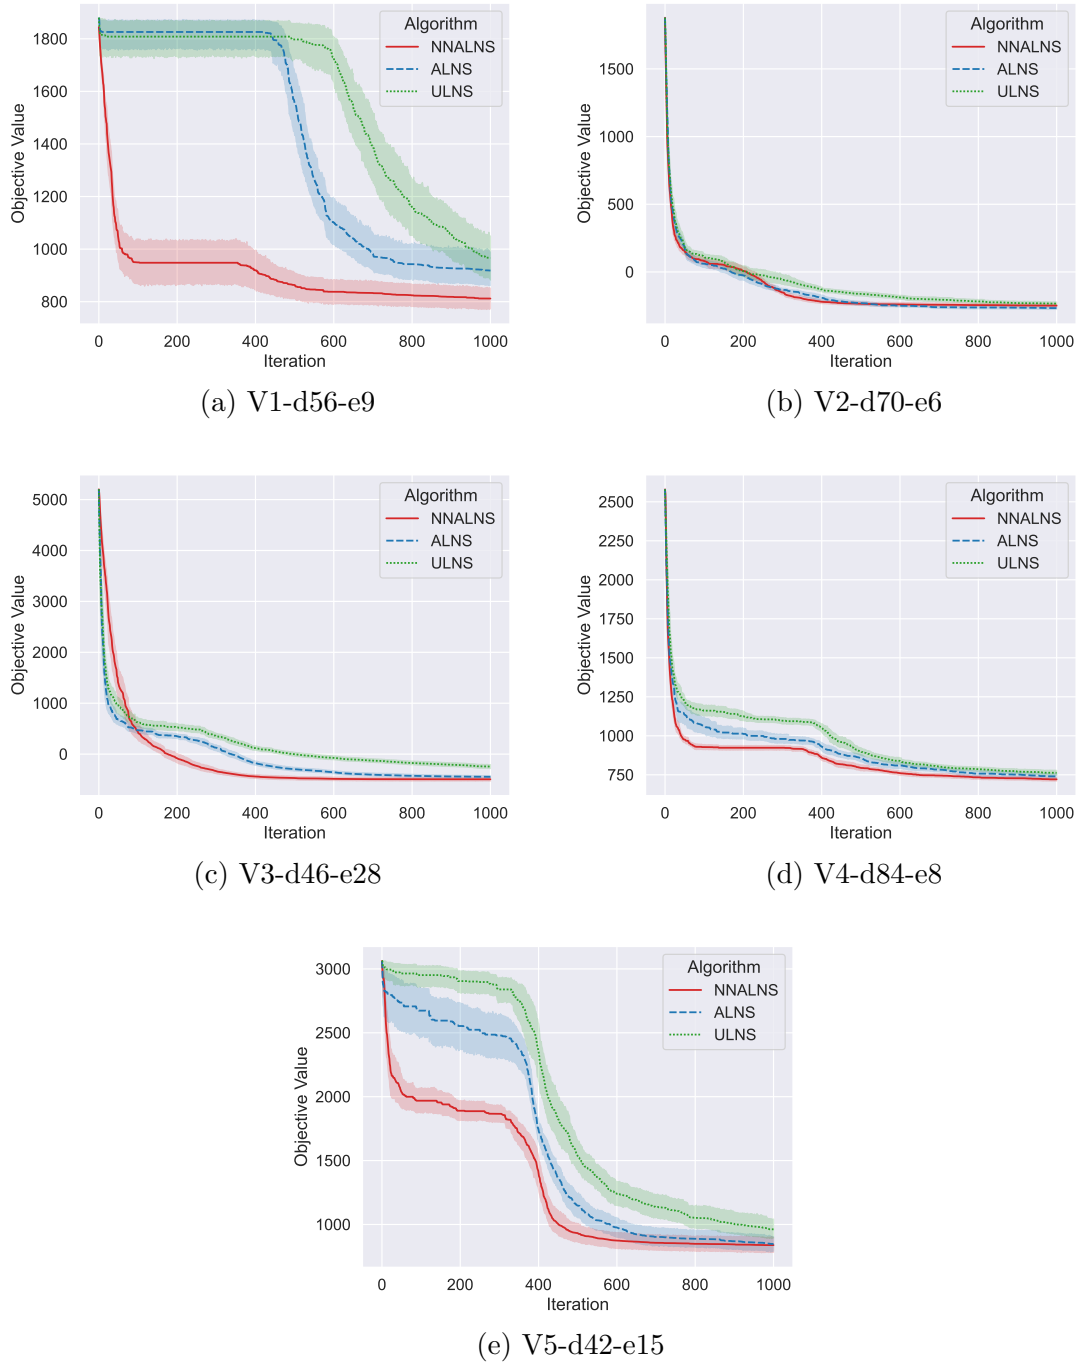 Algorithm
NNALNS
ALNS
ULNS
1800
1600
1400
1200
1000
800
Objective Value
0 200 400 600 800 1000
Iteration
(a) V1-d56-e9
Algorithm
NNALNS
ALNS
ULNS
1500
1000
500
0
Objective Value
0 200 400 600 800 1000
Iteration
(b) V2-d70-e6
Algorithm
NNALNS
ALNS
ULNS
5000
4000
3000
2000
1000
0
Objective Value
0 200 400 600 800 1000
Iteration
(c) V3-d46-e28
Algorithm
NNALNS
ALNS
ULNS
2500
2250
2000
1750
1500
1250
1000
750
Objective Value
0 200 400 600 800 1000
Iteration
(d) V4-d84-e8
Algorithm
NNALNS
ALNS
ULNS
3000
2500
2000
1500
1000
Objective Value
0 200 400 600 800 1000
Iteration
(e) V5-d42-e15